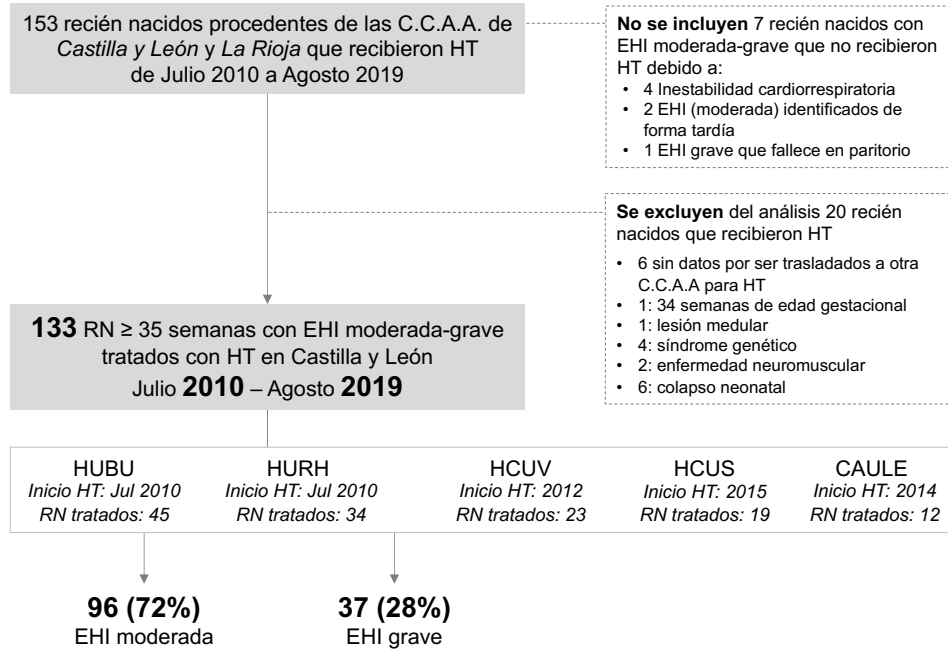 153 recién nacidos procedentes de las C.C.A.A. de
Castilla y León y La Rioja que recibieron HT
de Julio 2010 a Agosto 2019
No se incluyen 7 recién nacidos con
EHI moderada-grave que no recibieron
HT debido a:
• 4 Inestabilidad cardiorrespiratoria
• 2 EHI (moderada) identificados de
forma tardía
• 1 EHI grave que fallece en paritorio
Se excluyen del análisis 20 recién
nacidos que recibieron HT
• 6 sin datos por ser trasladados a otra
C.C.A.A para HT
• 1: 34 semanas de edad gestacional
• 1: lesión medular
• 4: síndrome genético
• 2: enfermedad neuromuscular
• 6: colapso neonatal
133 RN ≥ 35 semanas con EHI moderada-grave
tratados con HT en Castilla y León
Julio 2010 – Agosto 2019
HUBU
Inicio HT: Jul 2010
RN tratados: 45
HURH
Inicio HT: Jul 2010
RN tratados: 34
HCUV
Inicio HT: 2012
RN tratados: 23
HCUS
Inicio HT: 2015
RN tratados: 19
CAULE
Inicio HT: 2014
RN tratados: 12
96 (72%)
EHI moderada
37 (28%)
EHI grave